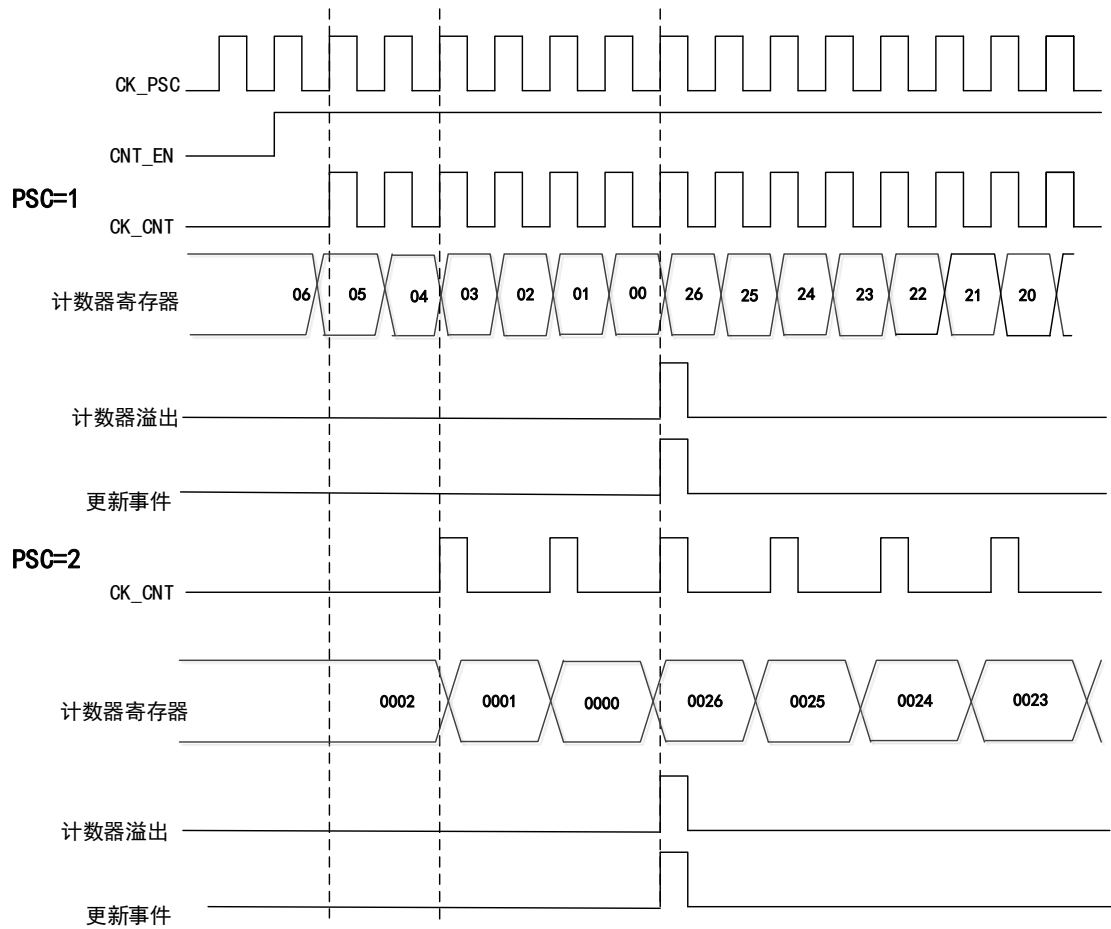 CK_PSC
CNT_EN
PSC=1
CK_CNT
计数器寄存器 06 05 04 03 02 01 00 26 25 24 23 22 21 20
计数器溢出
更新事件
PSC=2
CK_CNT
计数器寄存器 0002 0001 0000 0026 0025 0024 0023
计数器溢出
更新事件